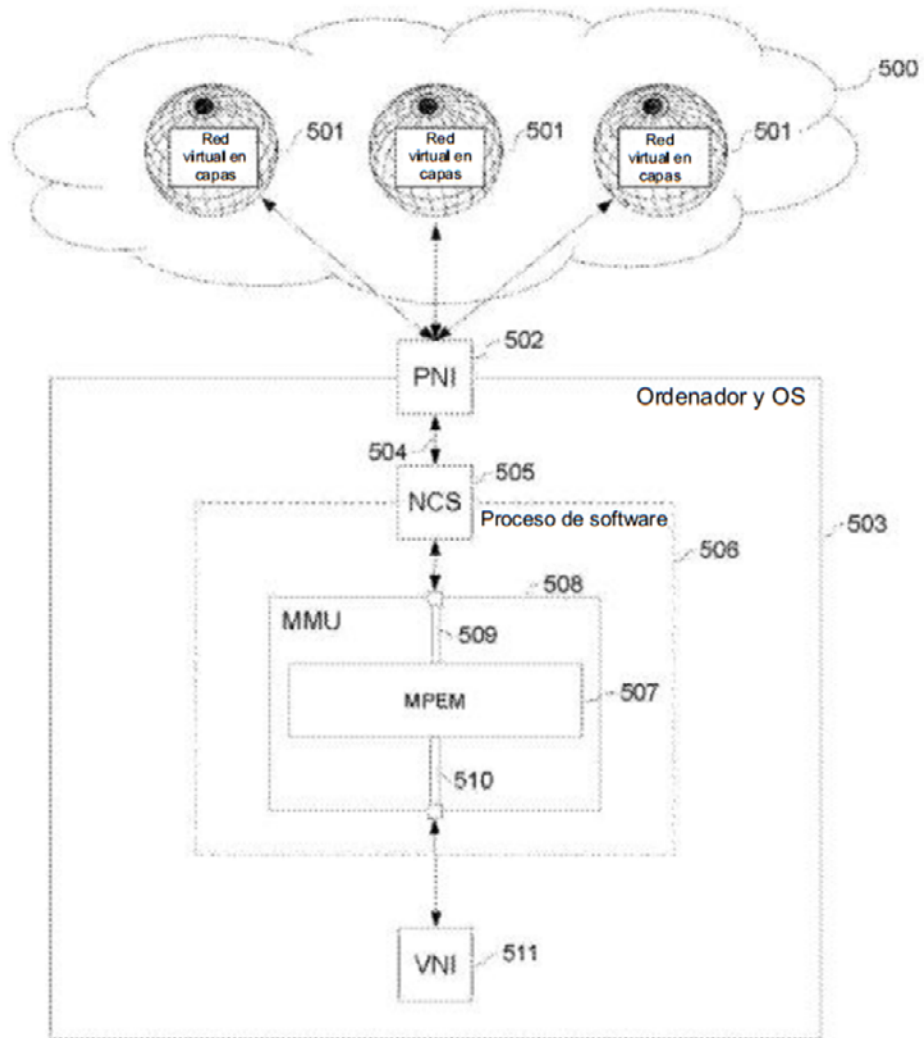 500
501
501
501
Red
virtual en
capas
Red
virtual en
capas
Red
virtual en
capas
502
PNI
Ordenador y OS
504
505
NCS
Proceso de software
503
506
508
MMU
509
MPEM
507
510
VNI
511